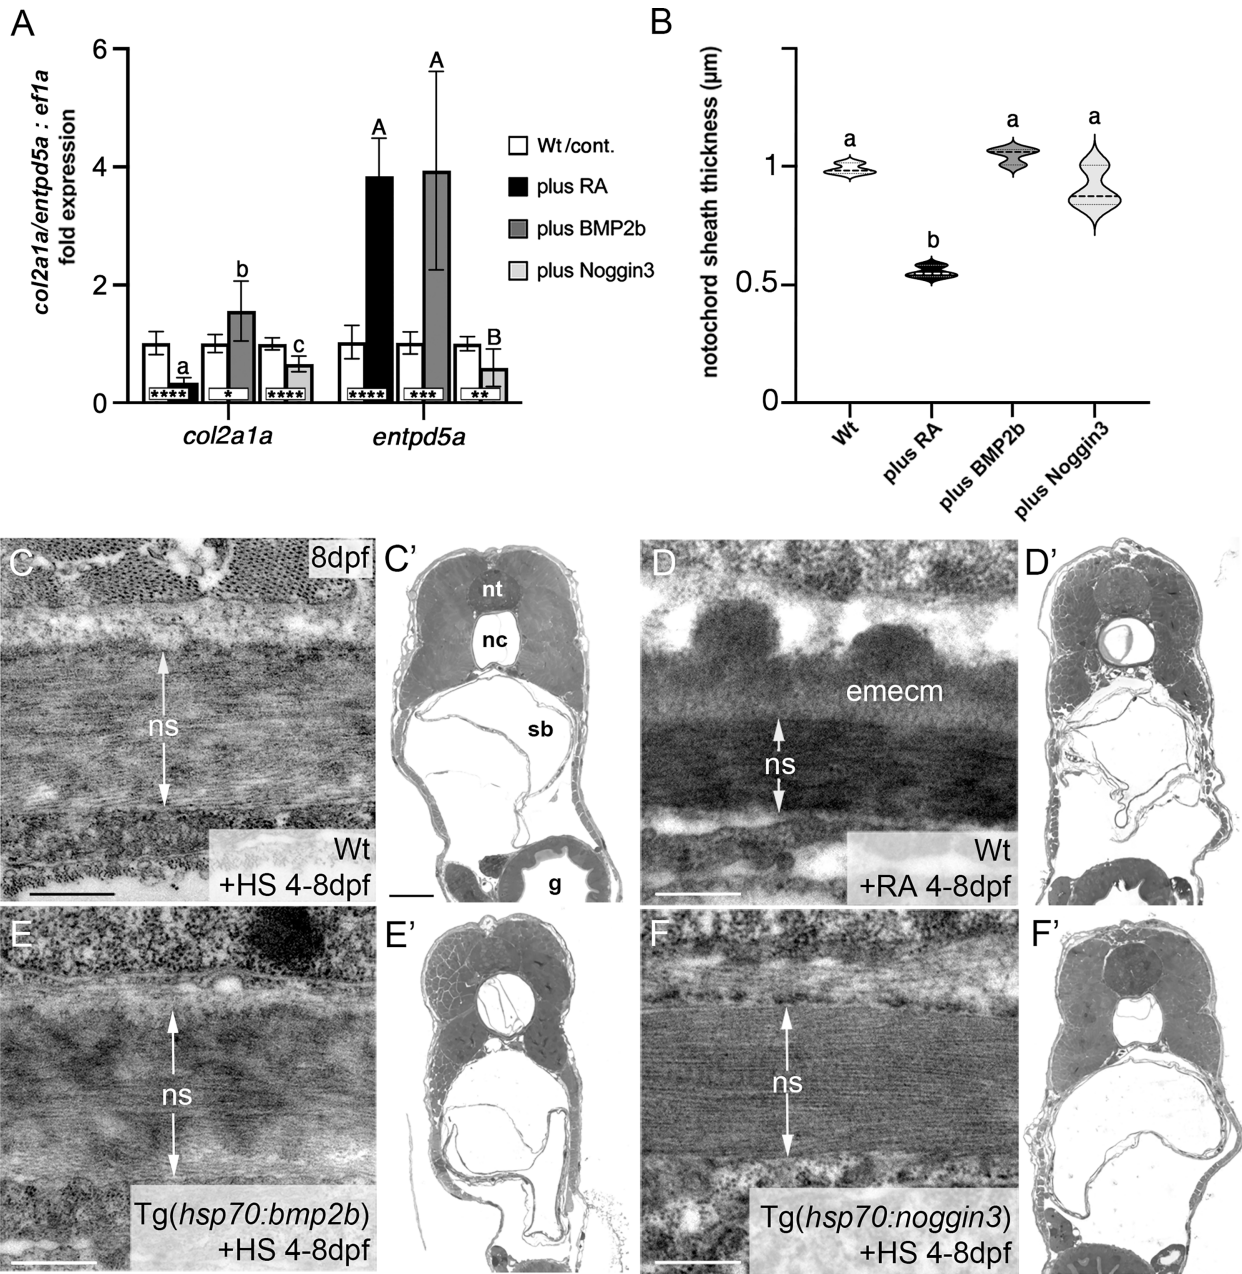 A
col2a1a/entpd5a : ef1a
fold expression
6
4
2
0
a
b
c
A
A
B
****
*
****
****
***
**
col2a1a
entpd5a
Wt/cont.
plus RA
plus BMP2b
plus Noggin3
B
notochord sheath thickness (μm)
1
0.5
0
a
b
a
a
Wt
plus RA
plus BMP2b
plus Noggin3
C
8dpf
ns
Wt
+HS 4-8dpf
C'
nt
nc
sb
g
D
emecm
ns
Wt
+RA 4-8dpf
D'
E
ns
Tg(hsp70:bmp2b)
+HS 4-8dpf
E'
F
ns
Tg(hsp70:noggin3)
+HS 4-8dpf
F'